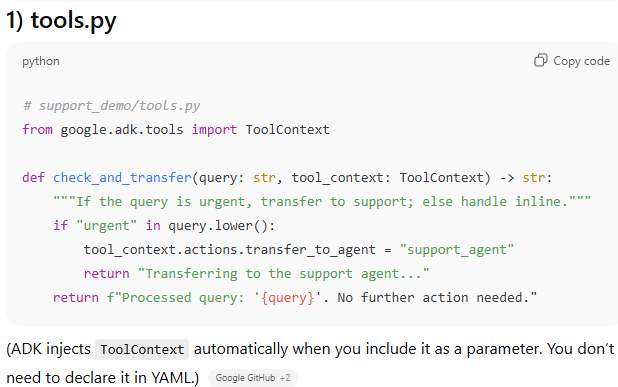 1) tools.py
python
Copy code
# support_demo/tools.py
from google.adk.tools import ToolContext
def check_and_transfer(query: str, tool_context: ToolContext) -> str:
"""If the query is urgent, transfer to support; else handle inline."""
if "urgent" in query.lower():
tool_context.actions.transfer_to_agent = "support_agent"
return "Transferring to the support agent..."
return f"Processed query: '{query}'. No further action needed."
(ADK injects ToolContext automatically when you include it as a parameter. You don’t
need to declare it in YAML.) Google GitHub +2